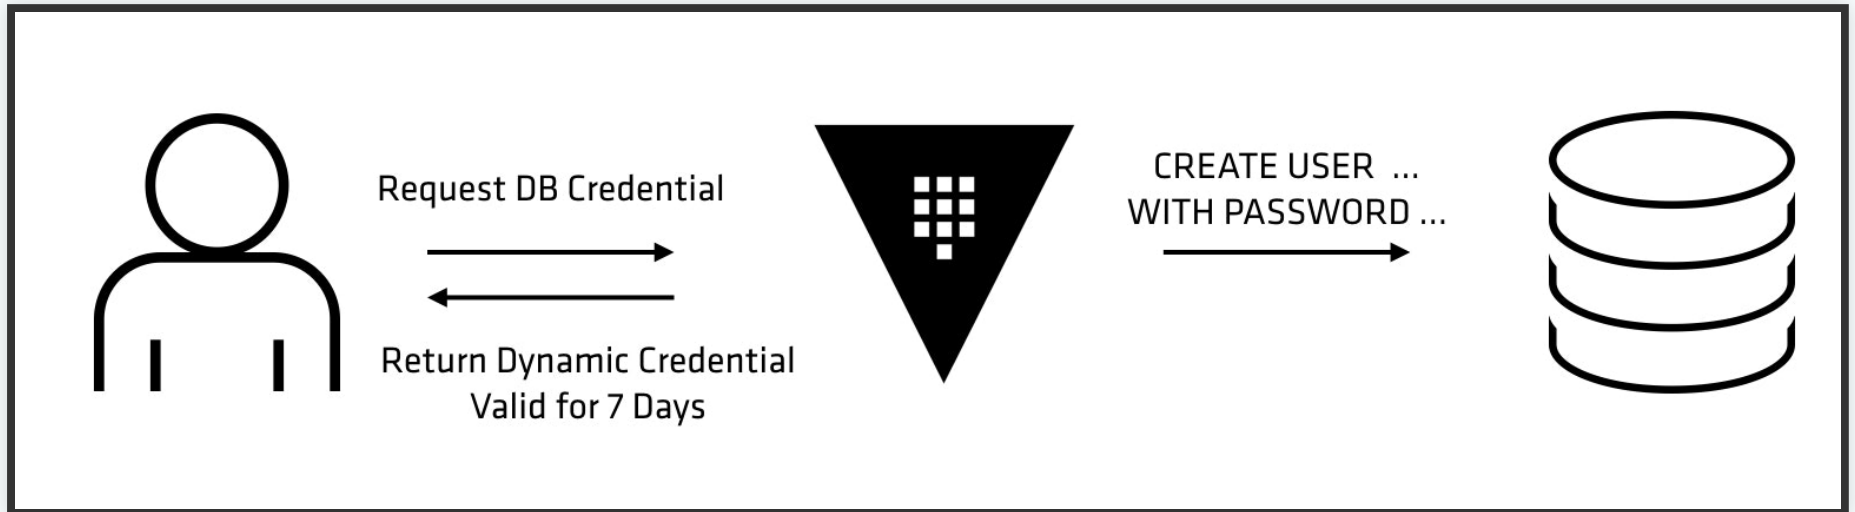 Request DB Credential
Return Dynamic Credential
Valid for 7 Days
CREATE USER ...
WITH PASSWORD ...